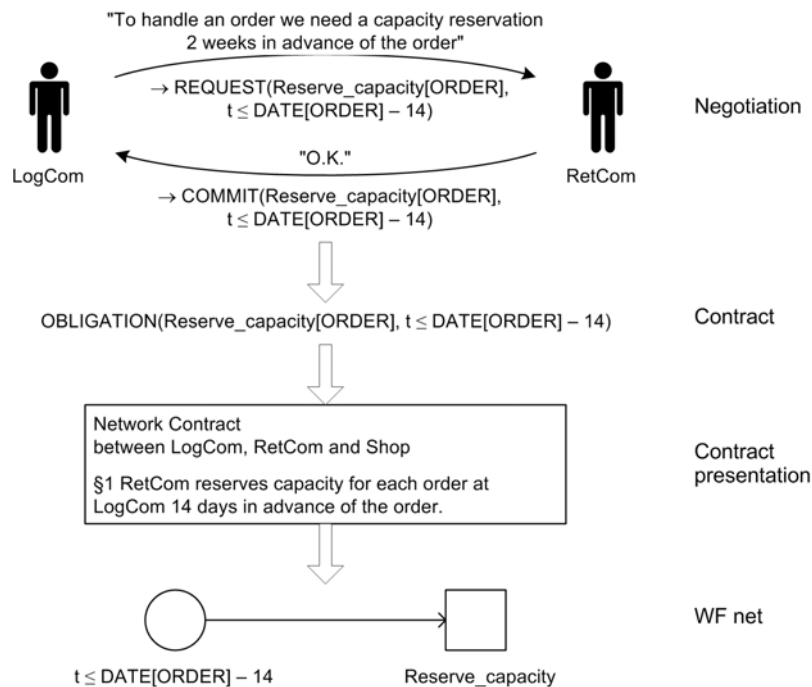 "To handle an order we need a capacity reservation
2 weeks in advance of the order"
→ REQUEST(Reserve_capacity[ORDER],
t ≤ DATE[ORDER] – 14)
Negotiation
"O.K."
LogCom
RetCom
→ COMMIT(Reserve_capacity[ORDER],
t ≤ DATE[ORDER] – 14)
OBLIGATION(Reserve_capacity[ORDER], t ≤ DATE[ORDER] – 14)
Contract
Network Contract
between LogCom, RetCom and Shop
§1 RetCom reserves capacity for each order at
LogCom 14 days in advance of the order.
Contract
presentation
WF net
t ≤ DATE[ORDER] – 14
Reserve_capacity